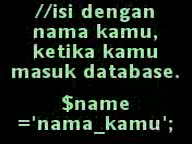 //isi dengan
nama kamu,
ketika kamu
masuk database.
$name
='nama_kamu';